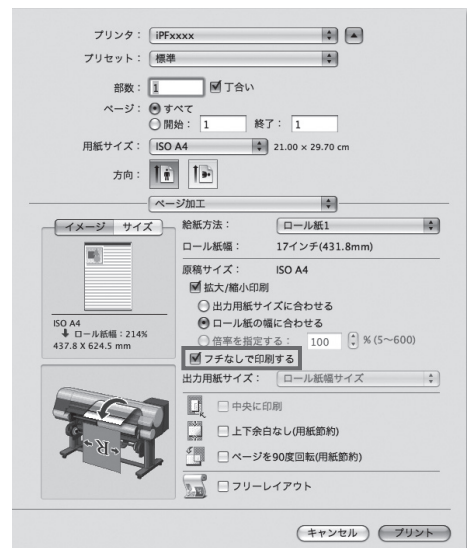 プリンタ： iPFxxxx
プリセット： 標準
部数： 1 丁合い
ページ： すべて
開始： 1 終了： 1
用紙サイズ： ISO A4 21.00 × 29.70 cm
方向：
ページ加工
イメージ サイズ
ISO A4
ロール紙幅：214%
437.8 X 624.5 mm
給紙方法： ロール紙1
ロール紙幅： 17インチ(431.8mm)
原稿サイズ： ISO A4
拡大/縮小印刷
出力用紙サイズに合わせる
ロール紙の幅に合わせる
倍率を指定する： 100 % (5〜600)
フチなしで印刷する
出力用紙サイズ： ロール紙幅サイズ
中央に印刷
上下余白なし(用紙節約)
ページを90度回転(用紙節約)
フリーレイアウト
R
キャンセル プリント